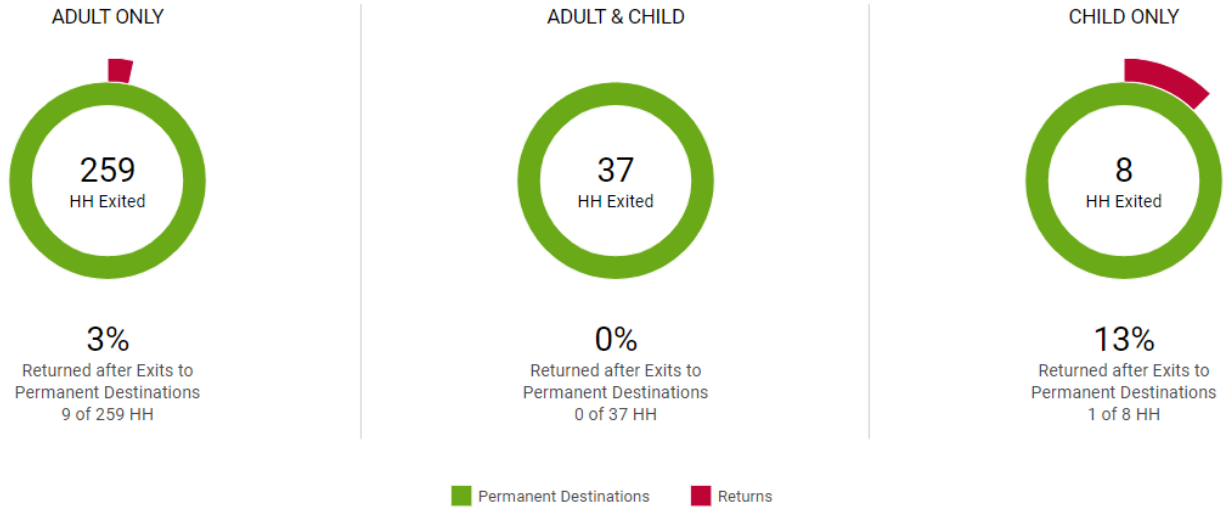 ADULT ONLY
259
HH Exited
3%
Returned after Exits to
Permanent Destinations
9 of 259 HH
ADULT & CHILD
37
HH Exited
0%
Returned after Exits to
Permanent Destinations
0 of 37 HH
CHILD ONLY
8
HH Exited
13%
Returned after Exits to
Permanent Destinations
1 of 8 HH
Permanent Destinations
Returns